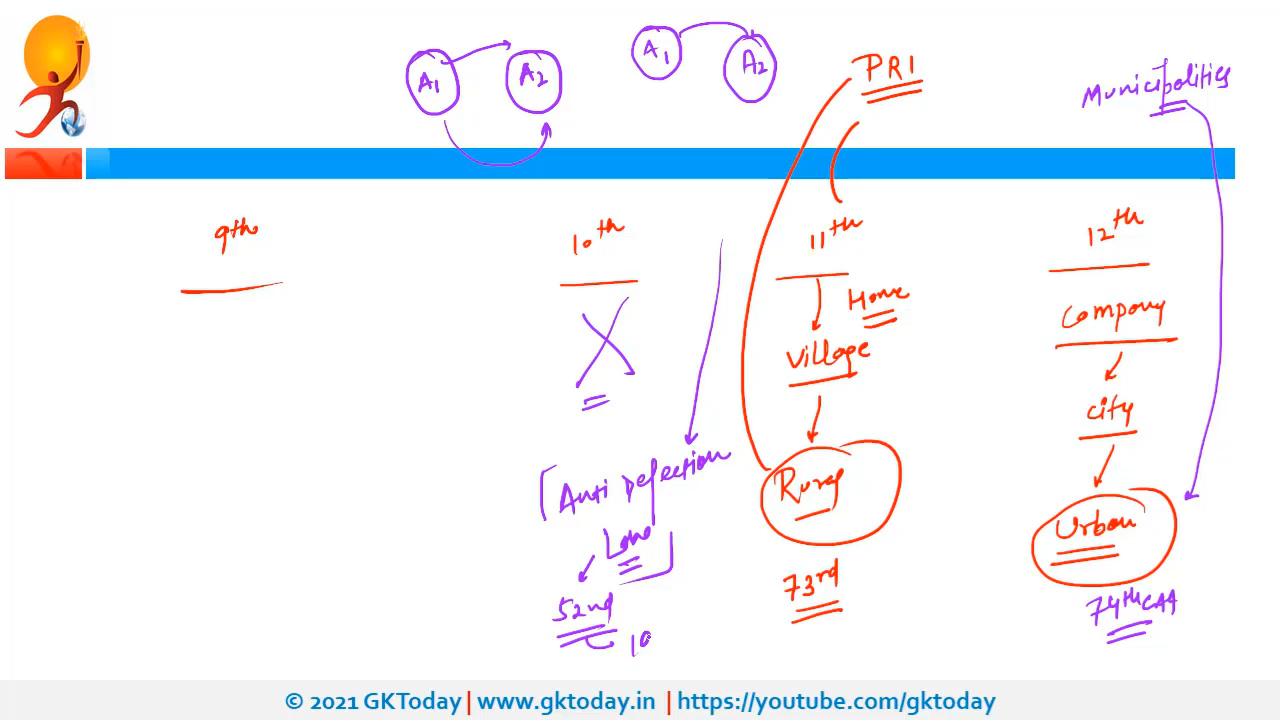 A1 A2
A1 A2
PRI
Municipalities
9th
10th
11th
12th
Home
Village
Rural
73rd
Company
City
Urban
74th CAA
Anti Defection
Law
52nd
10
© 2021 GKToday | www.gktoday.in | https://youtube.com/gktoday